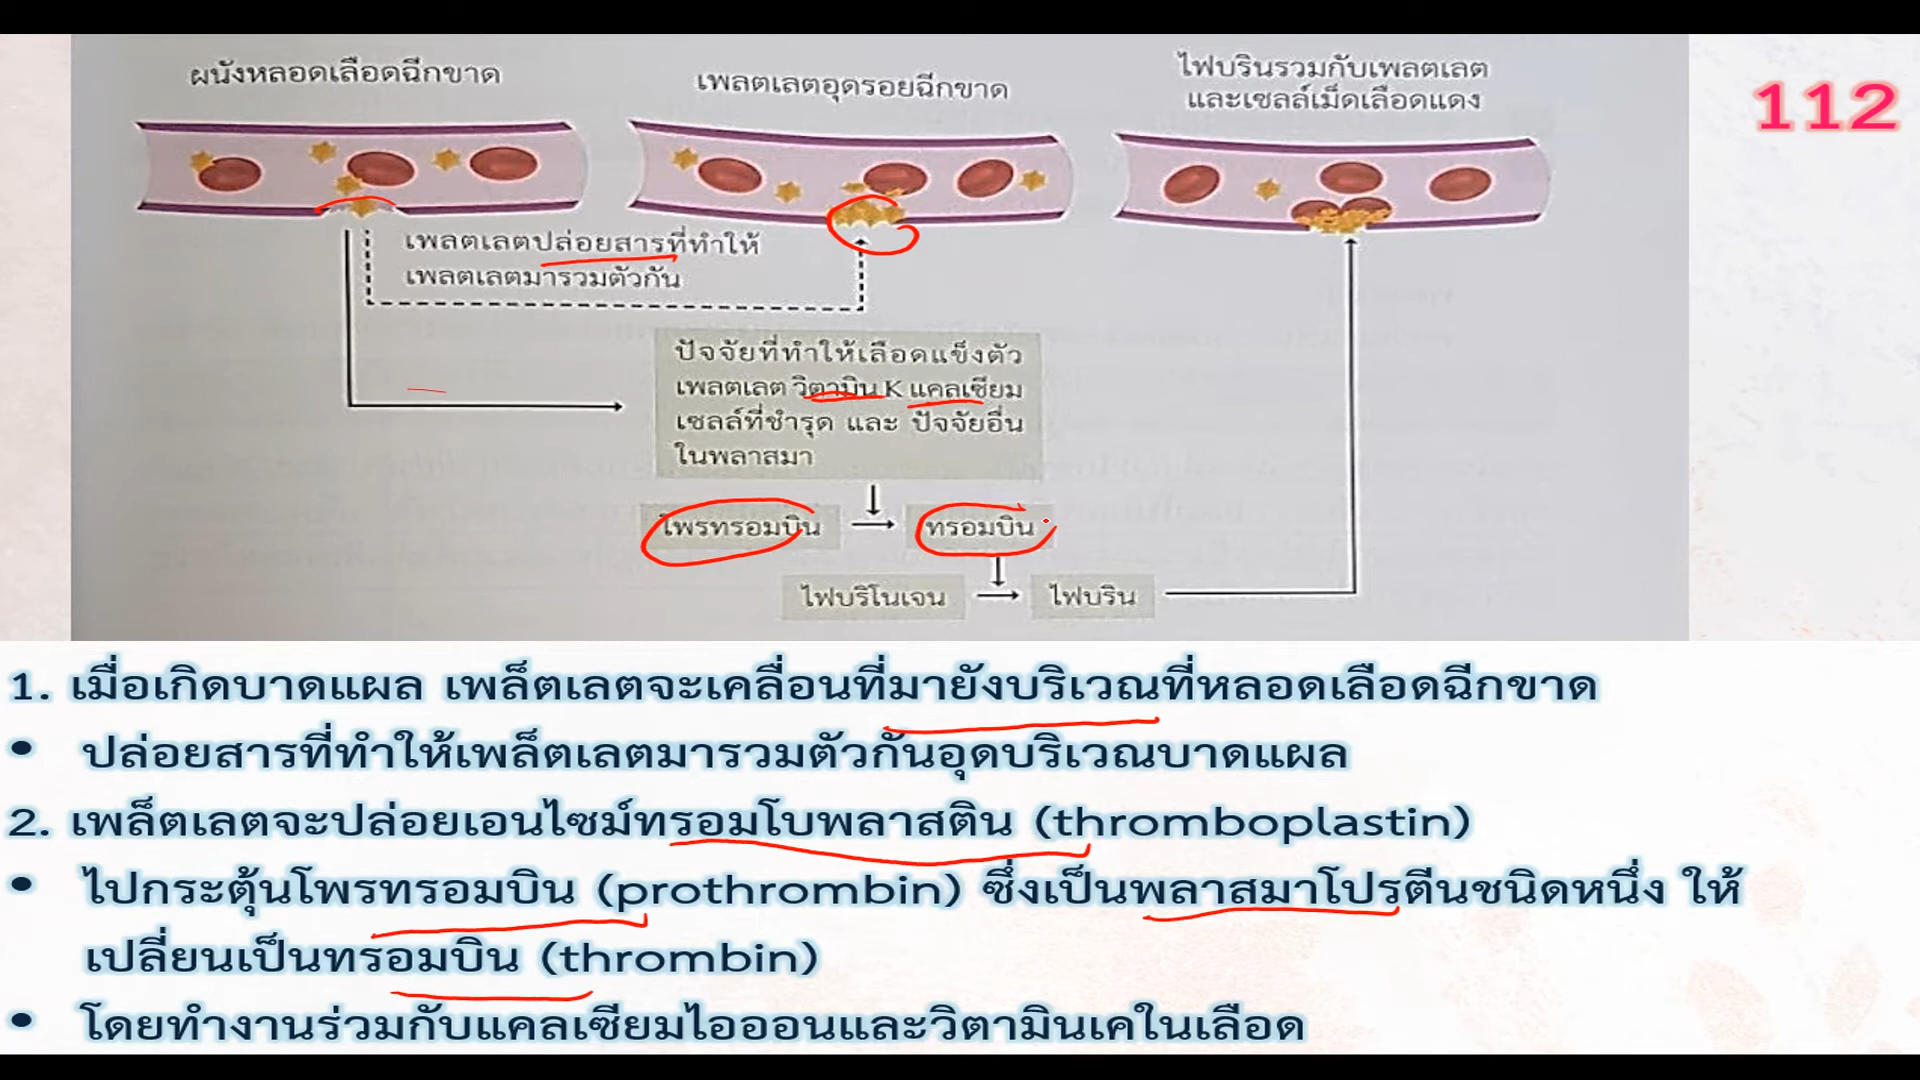 ผนังหลอดเลือดฉีกขาด
เพลตเลตอุดรอยฉีกขาด
ไฟบรินรวมกับเพลตเลต
และเซลล์เม็ดเลือดแดง
112
เพลตเลตปล่อยสารที่ทำให้
เพลตเลตมารวมตัวกัน
ปัจจัยที่ทำให้เลือดแข็งตัว
เพลตเลต วิตามิน K แคลเซียม
เซลล์ที่ชำรุด และ ปัจจัยอื่น
ในพลาสมา
โพรทรอมบิน
ทรอมบิน
ไฟบริโนเจน
ไฟบริน
1. เมื่อเกิดบาดแผล เพล็ตเลตจะเคลื่อนที่มายังบริเวณที่หลอดเลือดฉีกขาด
• ปล่อยสารที่ทำให้เพล็ตเลตมารวมตัวกันอุดบริเวณบาดแผล
2. เพล็ตเลตจะปล่อยเอนไซม์ทรอมโบพลาสติน (thromboplastin)
• ไปกระตุ้นโพรทรอมบิน (prothrombin) ซึ่งเป็นพลาสมาโปรตีนชนิดหนึ่ง ให้
เปลี่ยนเป็นทรอมบิน (thrombin)
• โดยทำงานร่วมกับแคลเซียมไอออนและวิตามินเคในเลือด